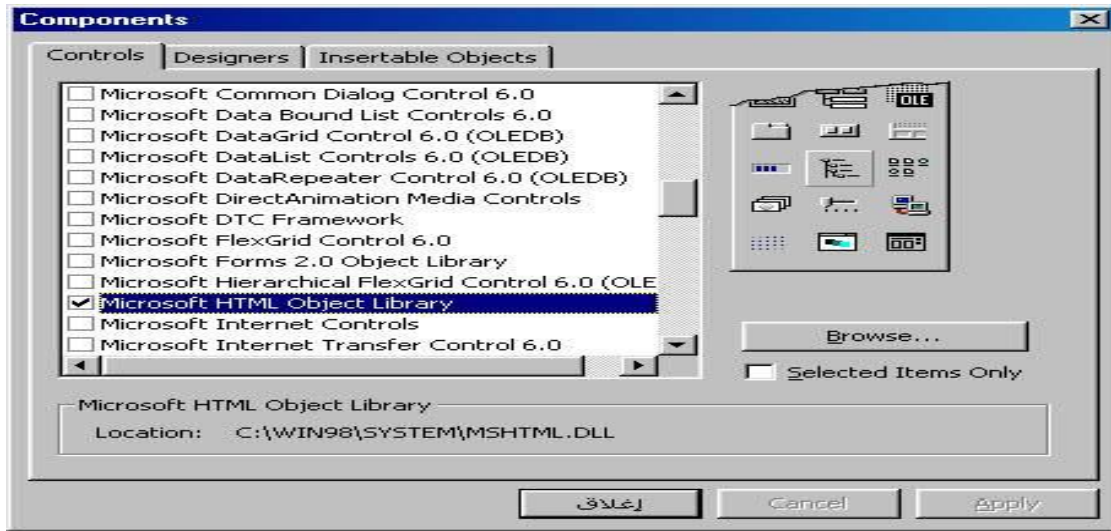 Components
Controls Designers Insertable Objects
Microsoft Common Dialog Control 6.0
Microsoft Data Bound List Controls 6.0
Microsoft DataGrid Control 6.0 (OLEDB)
Microsoft DataList Controls 6.0 (OLEDB)
Microsoft DataRepeater Control 6.0 (OLEDB)
Microsoft DirectAnimation Media Controls
Microsoft DTC Framework
Microsoft FlexGrid Control 6.0
Microsoft Forms 2.0 Object Library
Microsoft Hierarchical FlexGrid Control 6.0 (OLE
Microsoft HTML Object Library
Microsoft Internet Controls
Microsoft Internet Transfer Control 6.0
OLE
Browse...
Selected Items Only
Microsoft HTML Object Library
Location: C:\WIN98\SYSTEM\MSHTML.DLL
إغلاق Cancel Apply